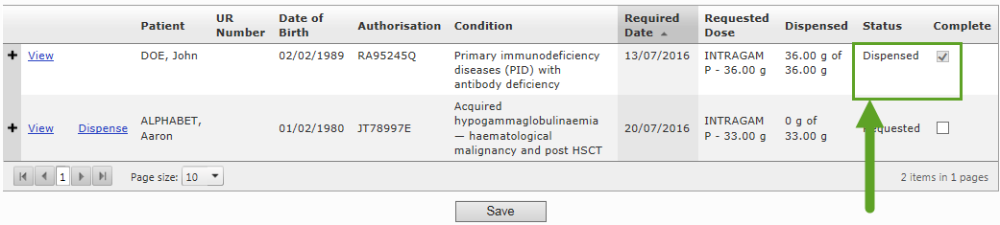 Patient UR Number Date of Birth Authorisation Condition Required Date Requested Dose Dispensed Status Complete
View DOE, John 02/02/1989 RA95245Q Primary immunodeficiency 13/07/2016 INTRAGAM 36.00 g of Dispensed
diseases (PID) with P - 36.00 g 36.00 g
antibody deficiency
View Dispense ALPHABET, Aaron 01/02/1980 JT78997E Acquired
hypogammaglobulinaemia 20/07/2016 INTRAGAM 0 g of
— haematological P - 33.00 g 33.00 g
malignancy and post HSCT
1 Page size: 10 2 items in 1 pages
Save